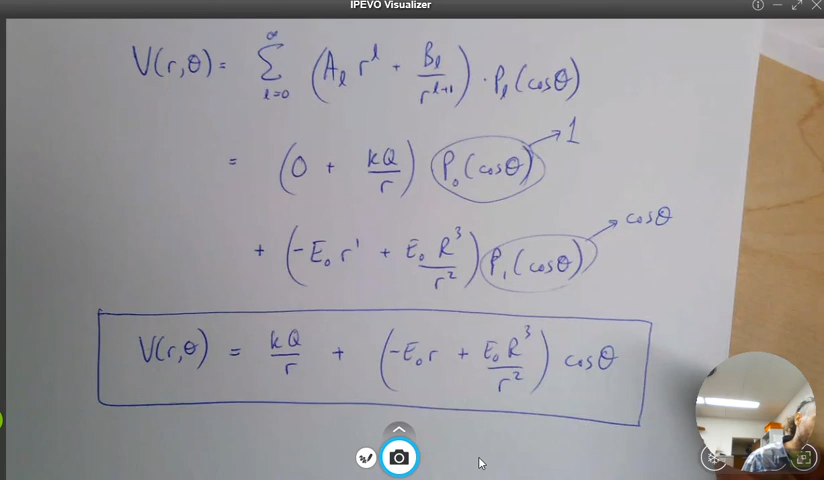 IPEVO Visualizer
V(r,θ) = ∑_{l=0}^{∞} (A_l r^l + B_l/r^{l+1}) · P_l(cosθ)
= (0 + kQ/r) P_0(cosθ) → 1
+ (-E_0 r^1 + E_0 R^3/r^2) P_1(cosθ) → cosθ
V(r,θ) = kQ/r + (-E_0 r + E_0 R^3/r^2) cosθ